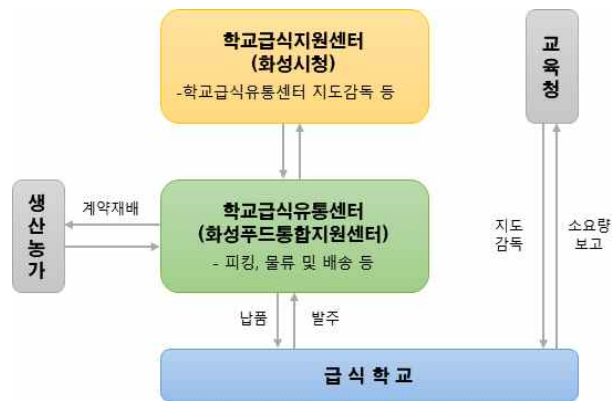 학교급식지원센터
(화성시청)
-학교급식유통센터 지도감독 등
교육청
생산농가
계약재배
학교급식유통센터
(화성푸드통합지원센터)
- 피킹, 물류 및 배송 등
지도
감독
소요량
보고
납품
발주
급 식 학 교